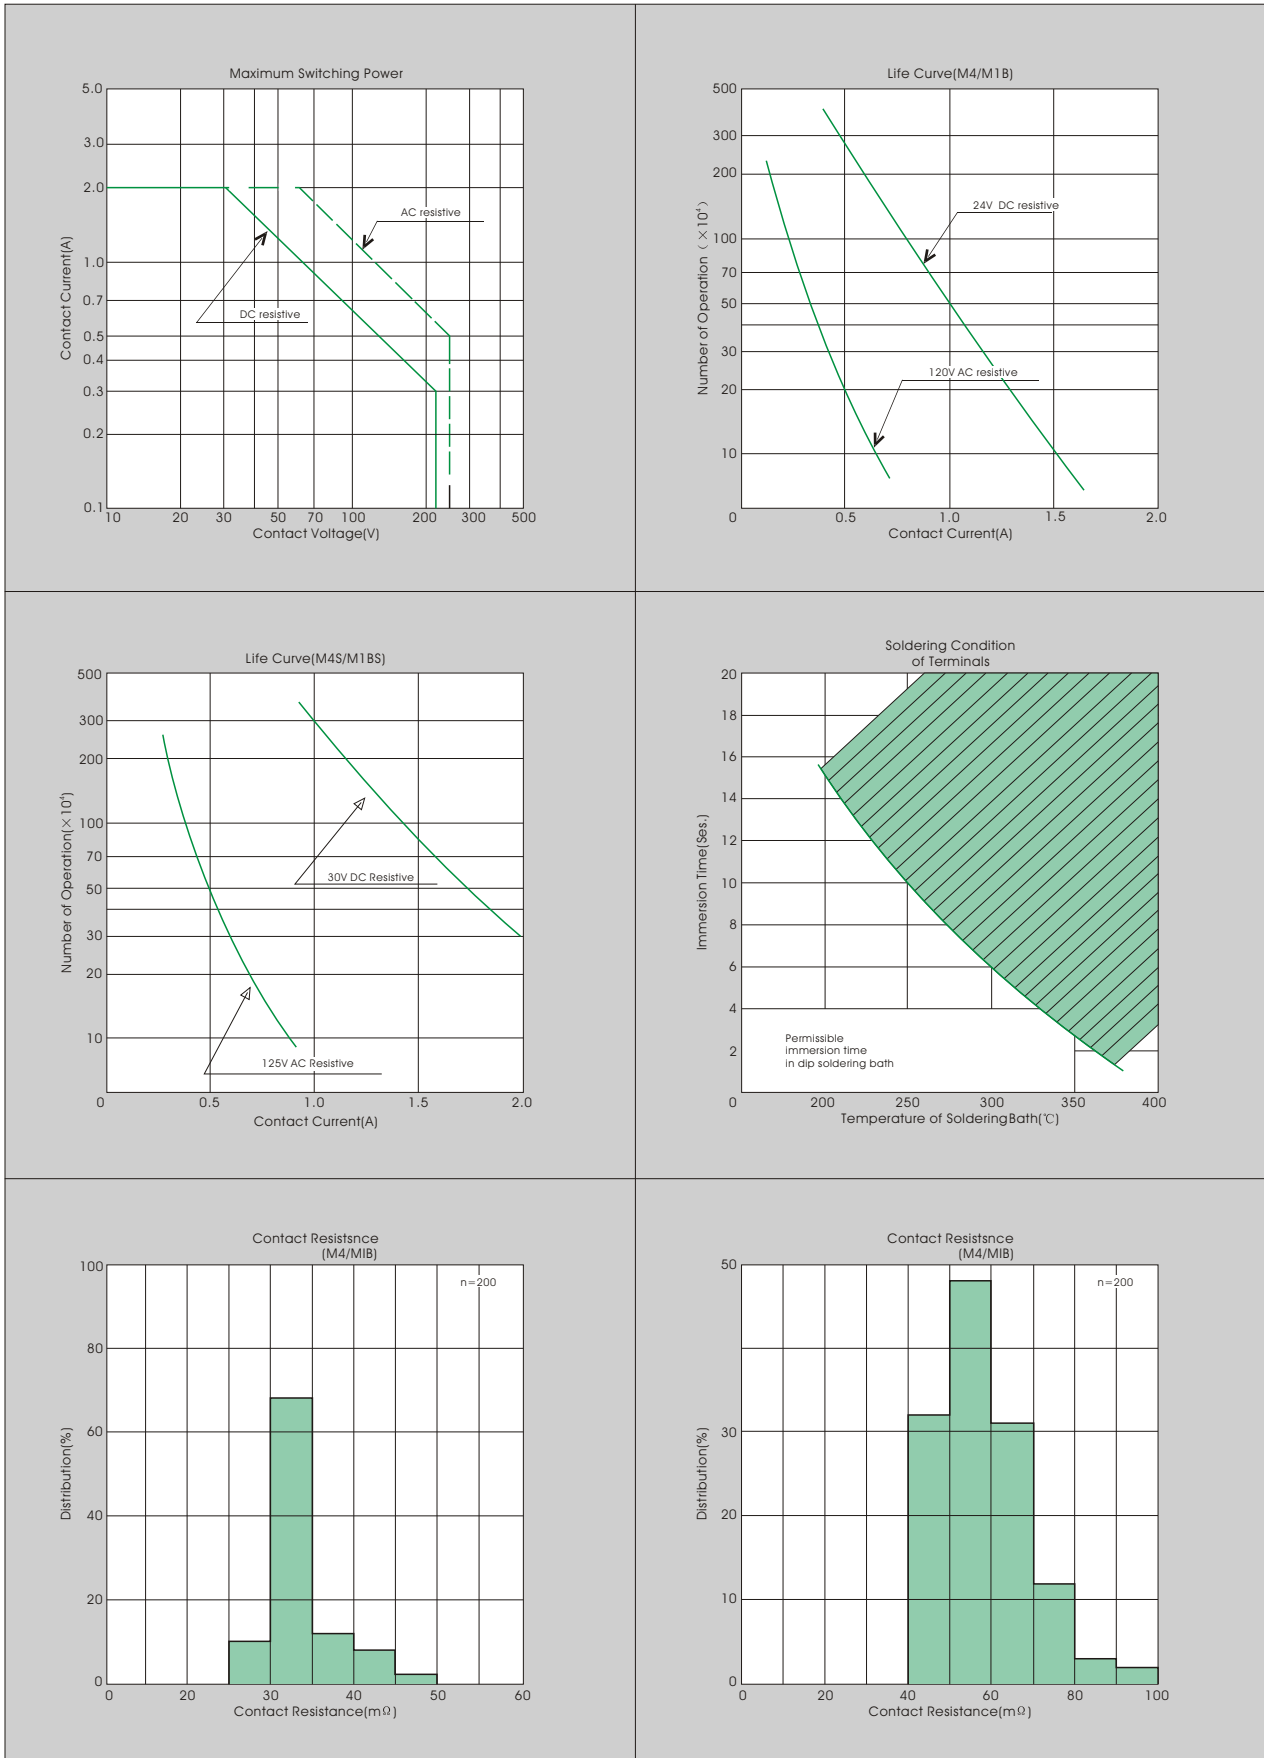 Maximum Switching Power
5.0
3.0
2.0
1.0
0.7
0.5
0.4
0.3
0.2
0.1
Contact Current(A)
AC resistive
DC resistive
10 20 30 50 70 100 200 300 500
Contact Voltage(V)
Life Curve(M4/M1B)
500
300
200
100
70
50
30
20
10
0
Number of Operation (×10⁴)
24V DC resistive
120V AC resistive
0.5 1.0 1.5 2.0
Contact Current(A)
Life Curve(M4S/M1BS)
500
300
200
100
70
50
30
20
10
0
Number of Operation(×10⁴)
30V DC Resistive
125V AC Resistive
0.5 1.0 1.5 2.0
Contact Current(A)
Soldering Condition
of Terminals
20
18
16
14
12
10
8
6
4
2
0
Immersion Time(Ses.)
Permissible
immersion time
in dip soldering bath
200 250 300 350 400
Temperature of SolderingBath(℃)
Contact Resistsnce
(M4/MIB)
n=200
100
80
60
40
20
0
Distribution(%)
0 20 30 40 50 60
Contact Resistance(mΩ)
Contact Resistsnce
(M4/MIB)
n=200
50
30
20
10
0
Distribution(%)
0 20 40 60 80 100
Contact Resistance(mΩ)